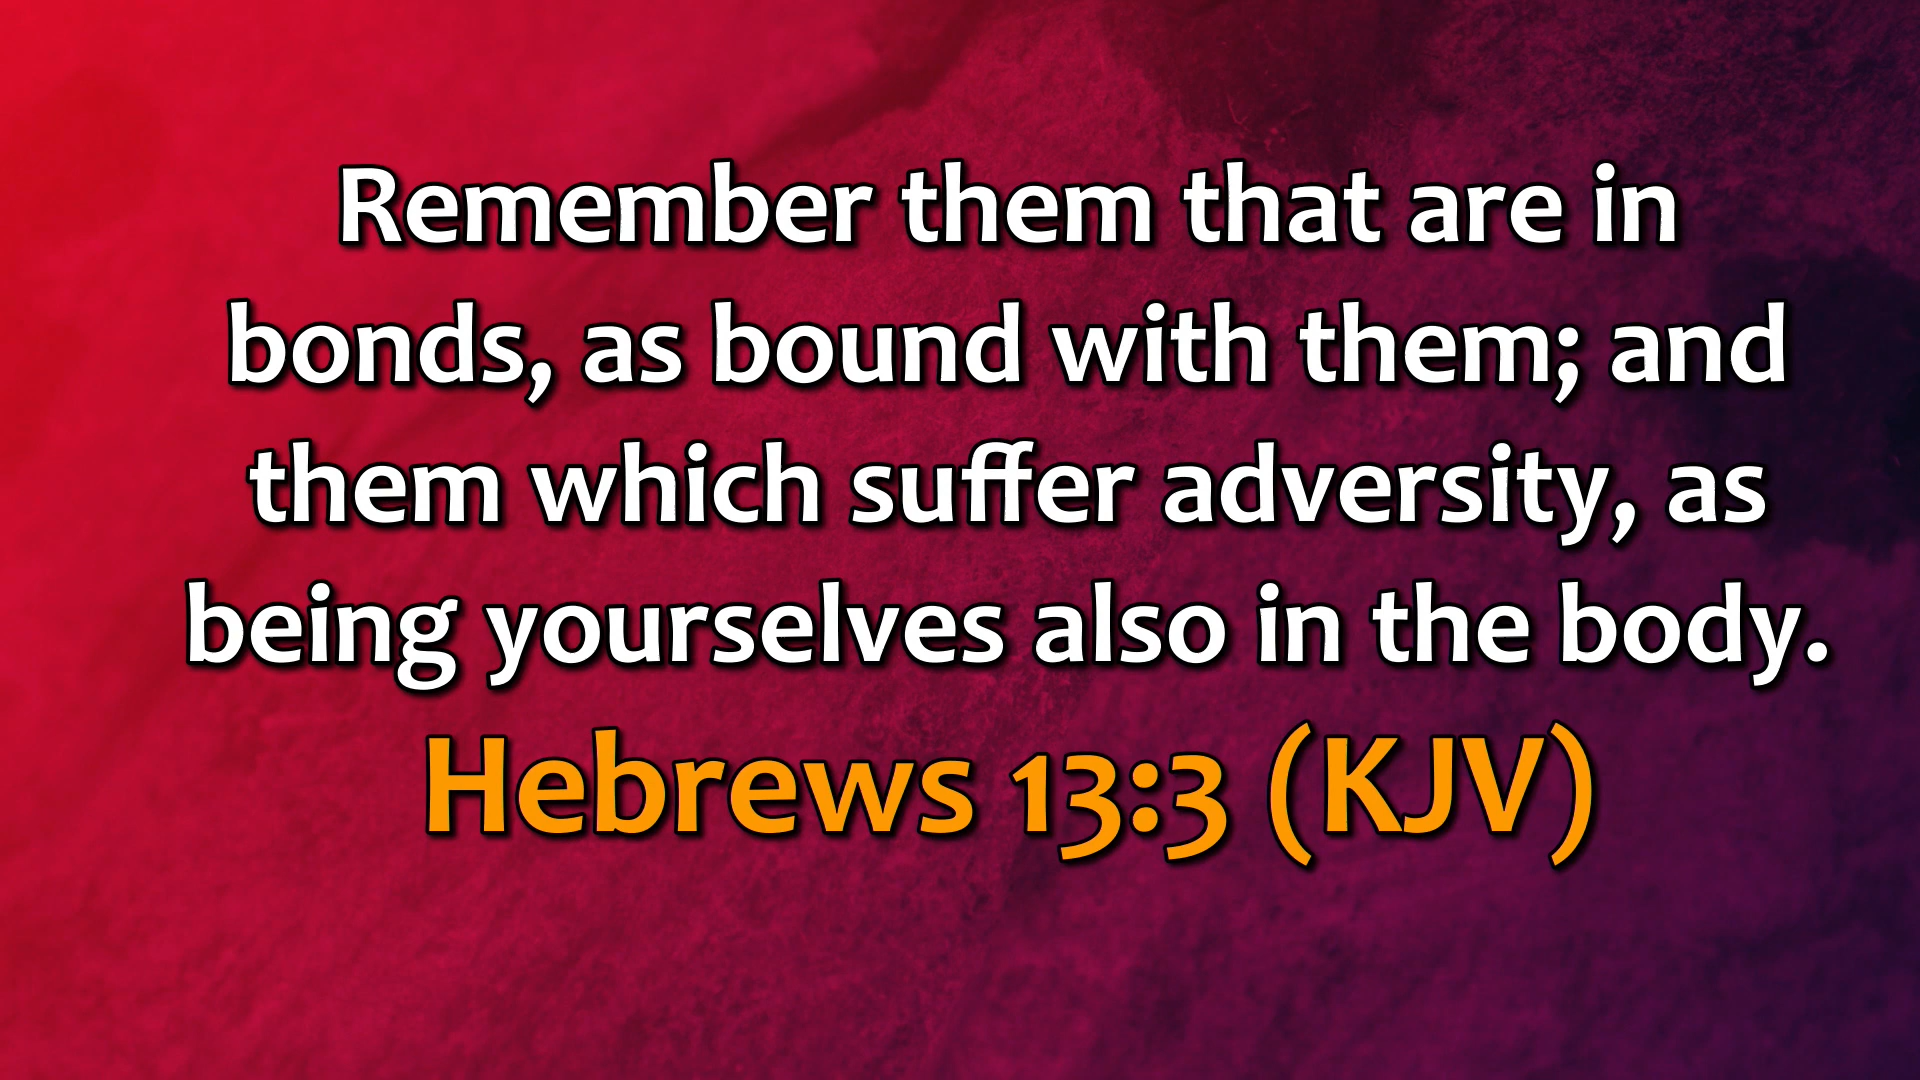 Remember them that are in
bonds, as bound with them; and
them which suffer adversity, as
being yourselves also in the body.
Hebrews 13:3 (KJV)